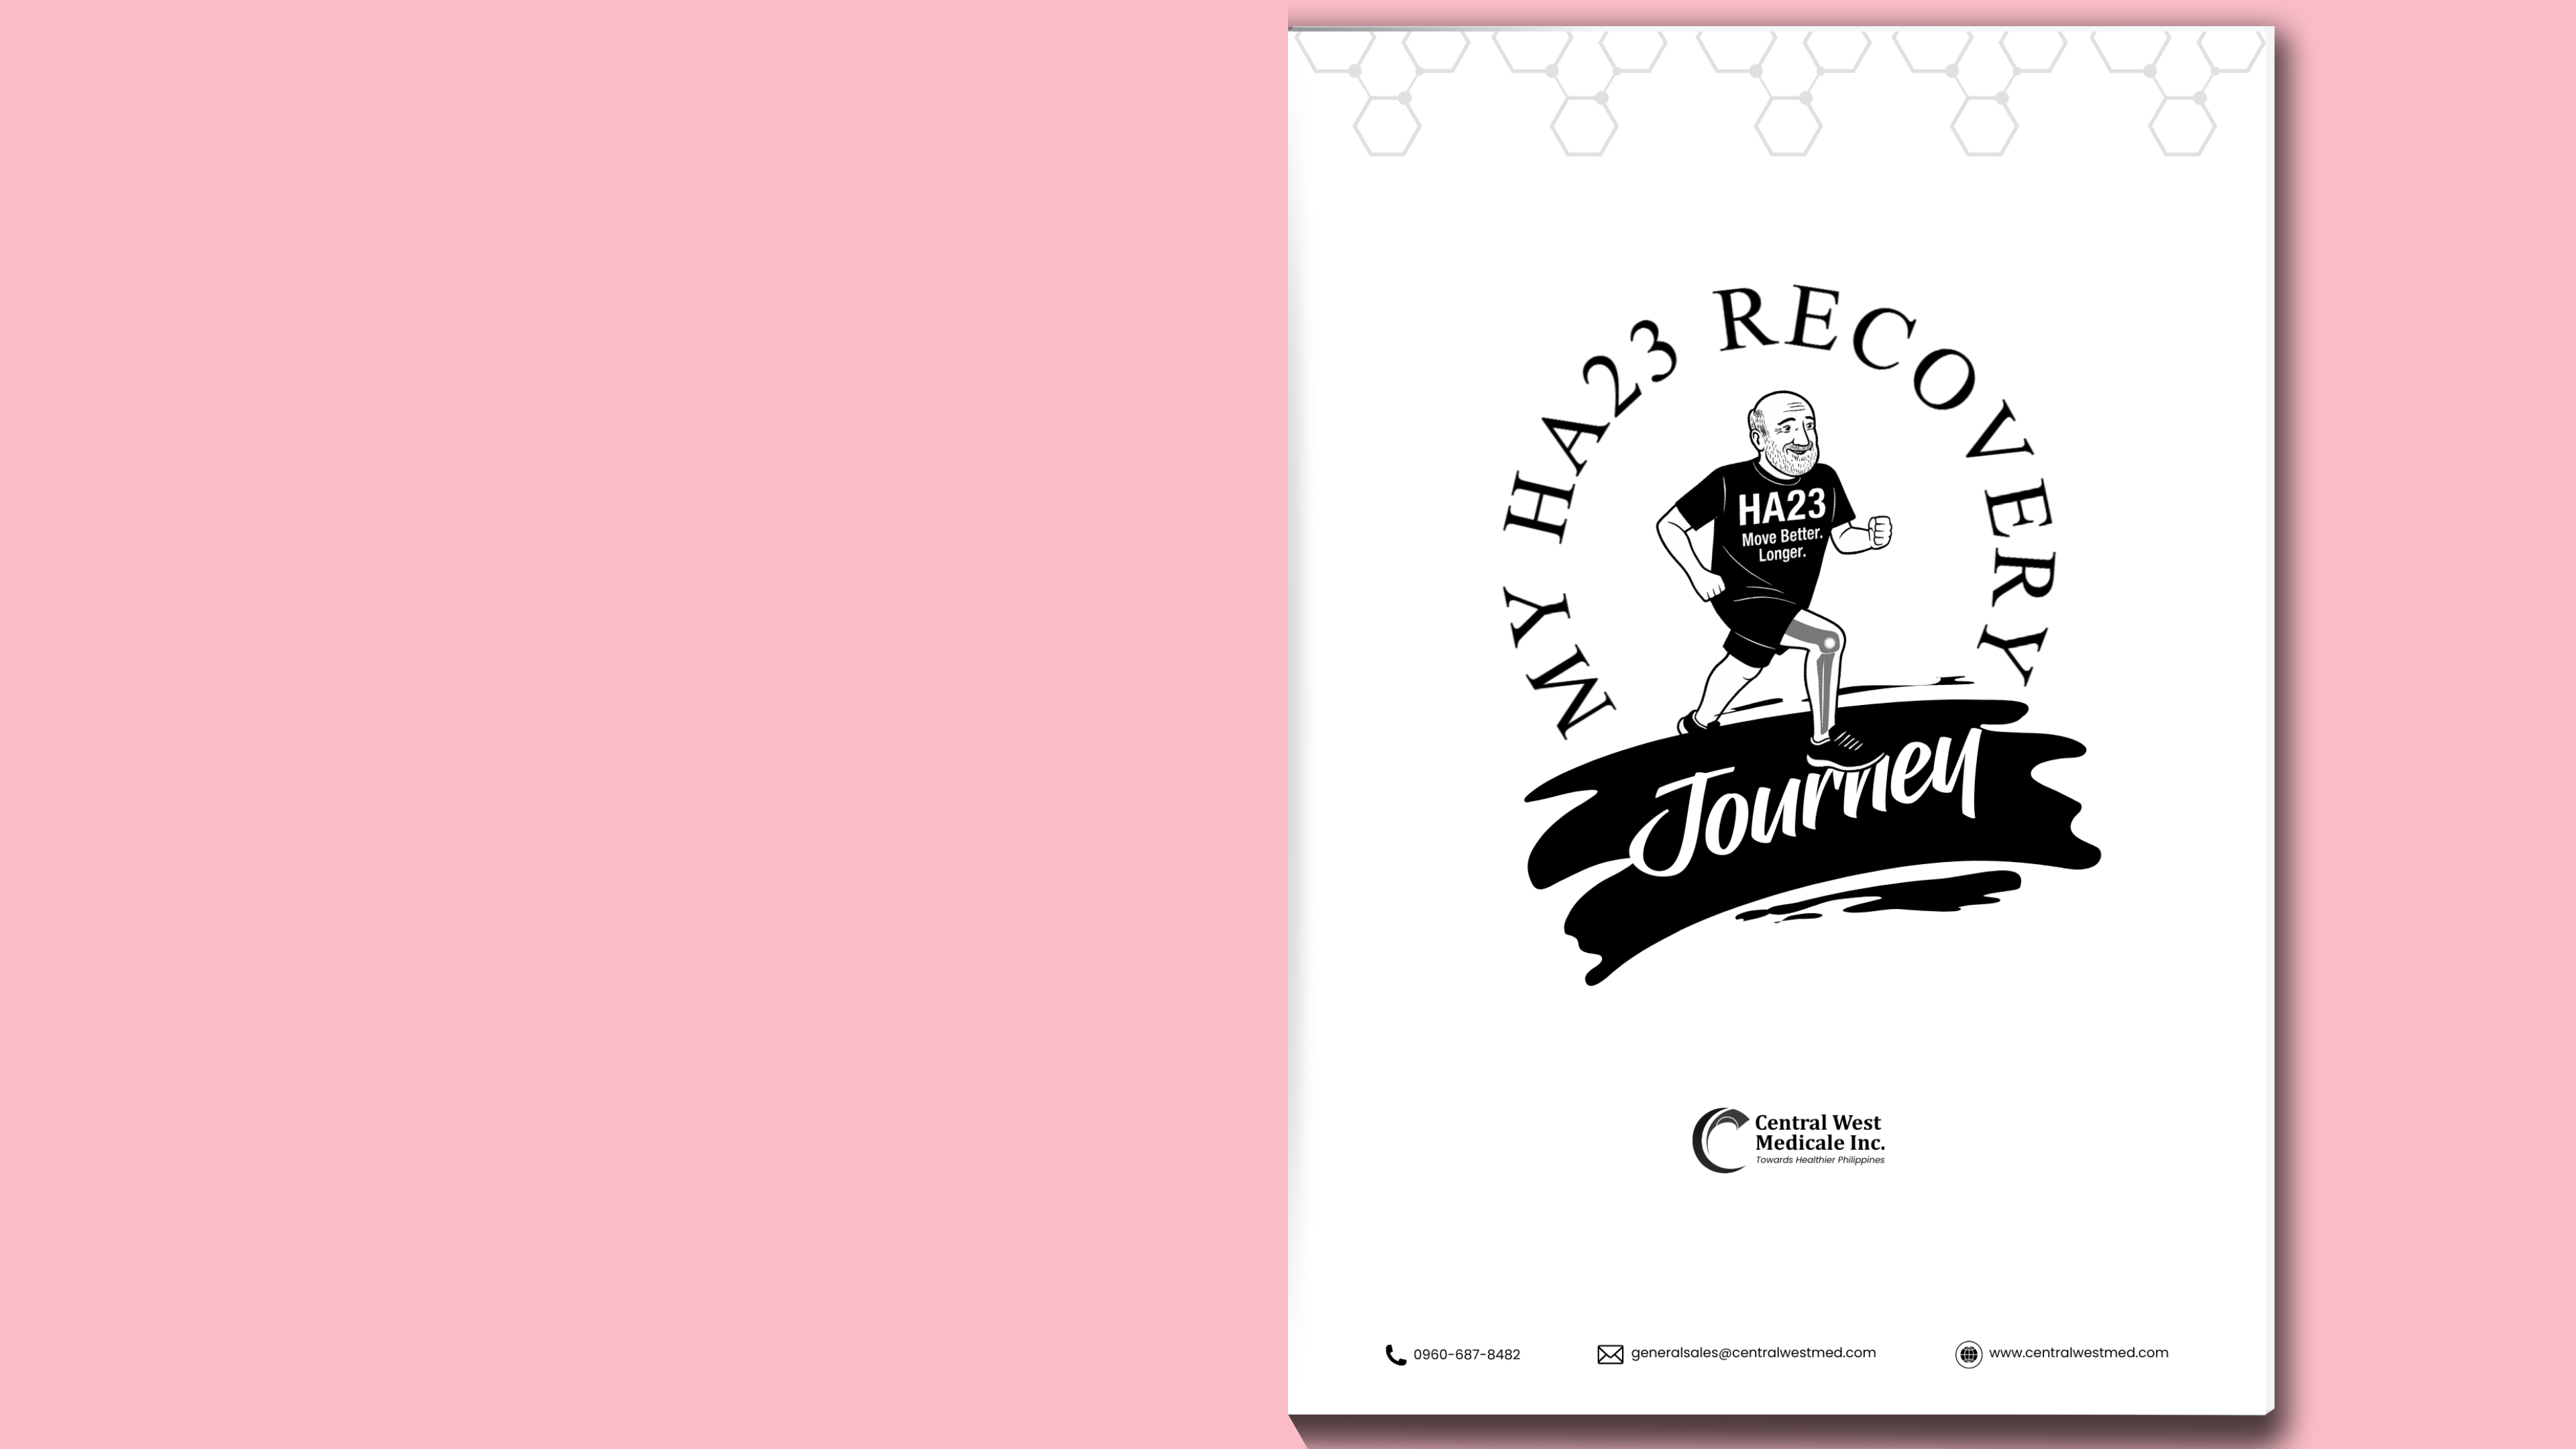 MY HA23 RECOVERY
HA23
Move Better.
Longer.
Journey
Central West
Medicale Inc.
Towards Healthier Philippines
0960-687-8482
generalsales@centralwestmed.com
www.centralwestmed.com